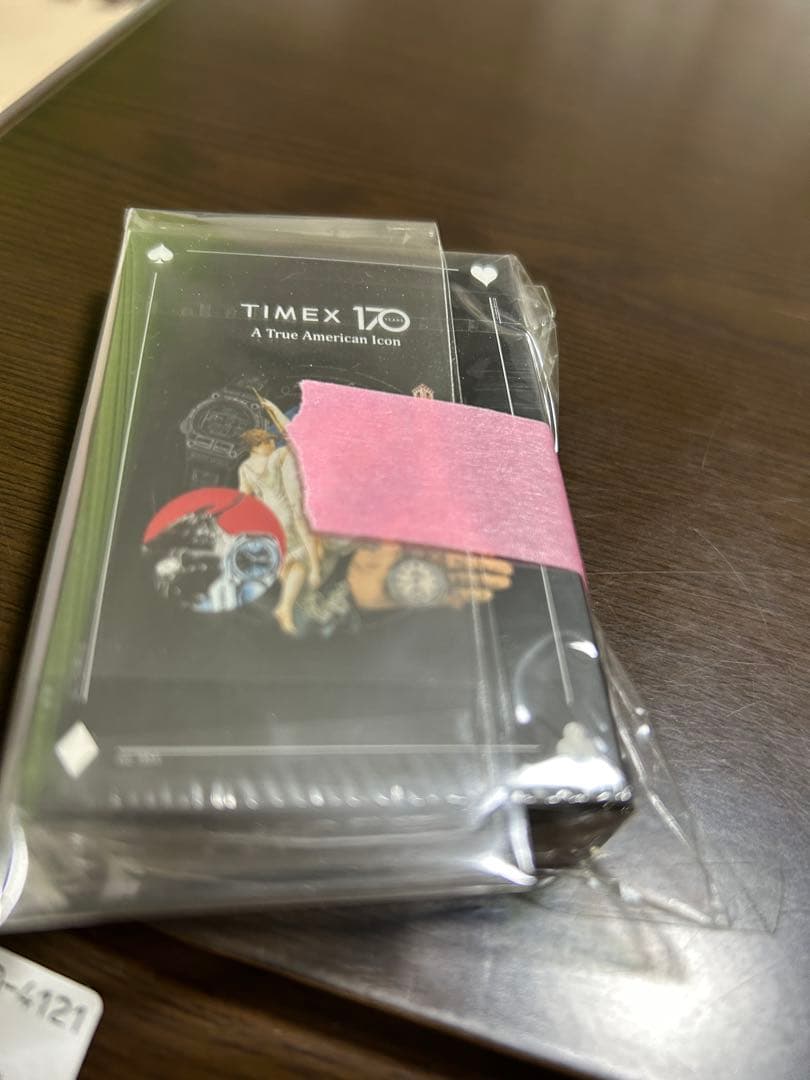 TIMEX 170
YEARS
A True American Icon
-4121